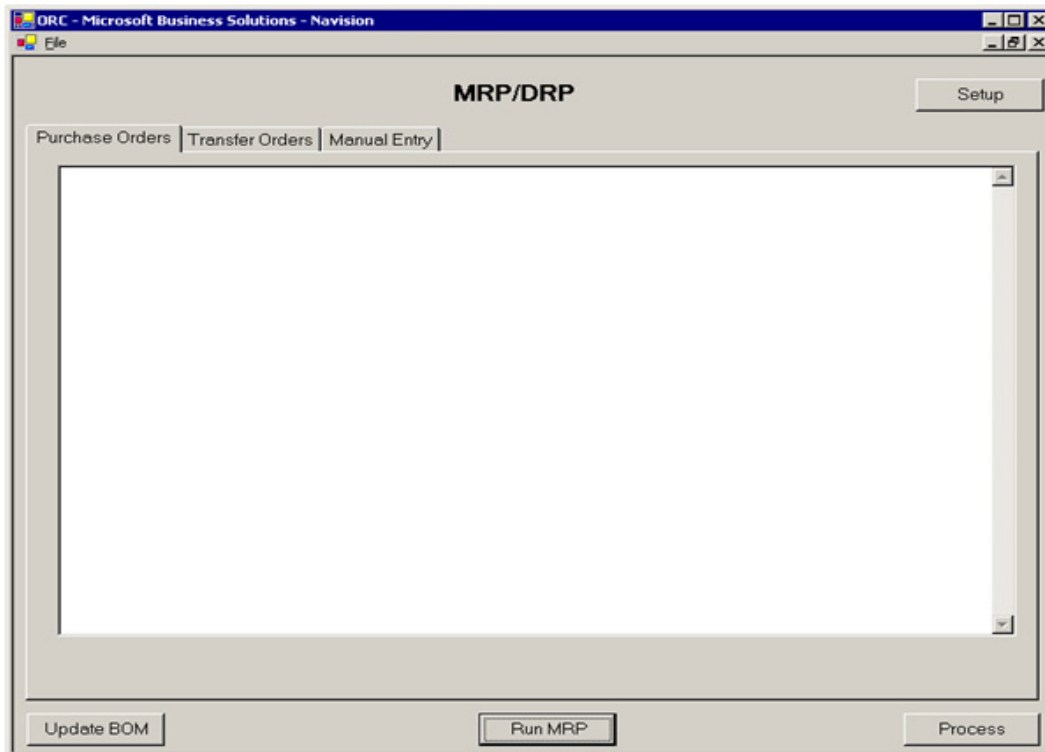 ORC - Microsoft Business Solutions - Navision
File
MRP/DRP
Setup
Purchase Orders Transfer Orders Manual Entry
Update BOM Run MRP Process